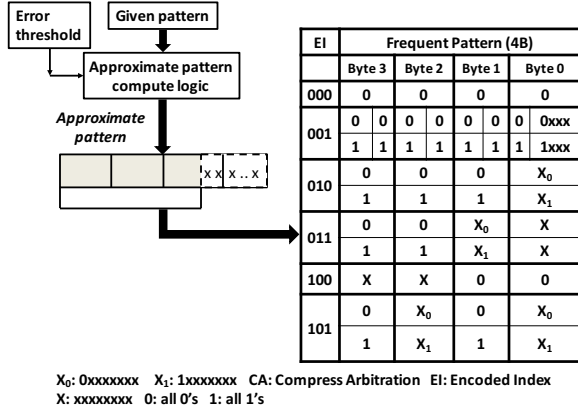 Error threshold
Given pattern
Approximate pattern compute logic
Approximate pattern
x x x .. x
EI Frequent Pattern (4B)
Byte 3 Byte 2 Byte 1 Byte 0
000 0 0 0 0
001
0 0 0 0 0 0 0 0xxx
1 1 1 1 1 1 1 1xxx
010
0 0 0 X₀
1 1 1 X₁
011
0 0 X₀ X
1 1 X₁ X
100 X X 0 0
101
0 X₀ 0 X₀
1 X₁ 1 X₁
X₀: 0xxxxxxx X₁: 1xxxxxxx CA: Compress Arbitration EI: Encoded Index
X: xxxxxxxx 0: all 0's 1: all 1's